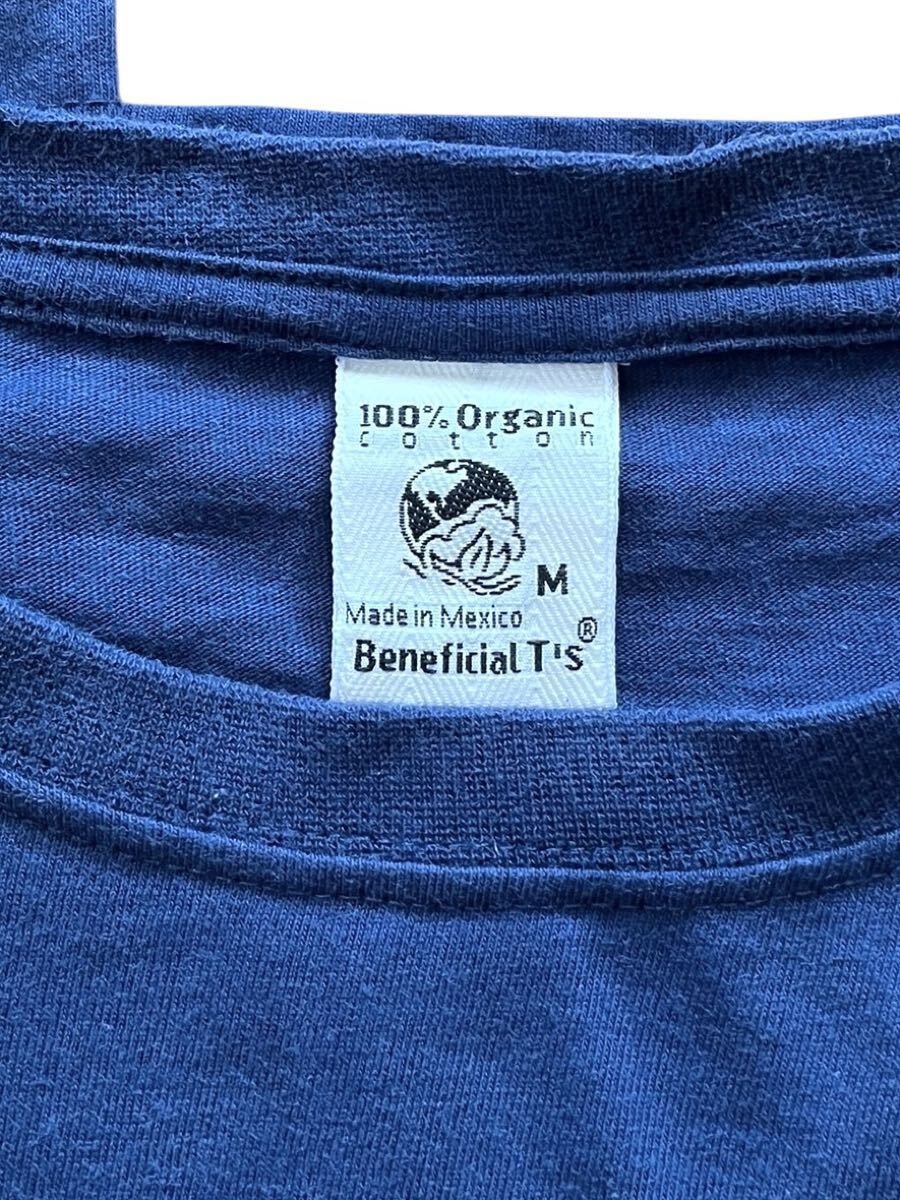 100% Organic
cotton
M
Made in Mexico
Beneficial T's®